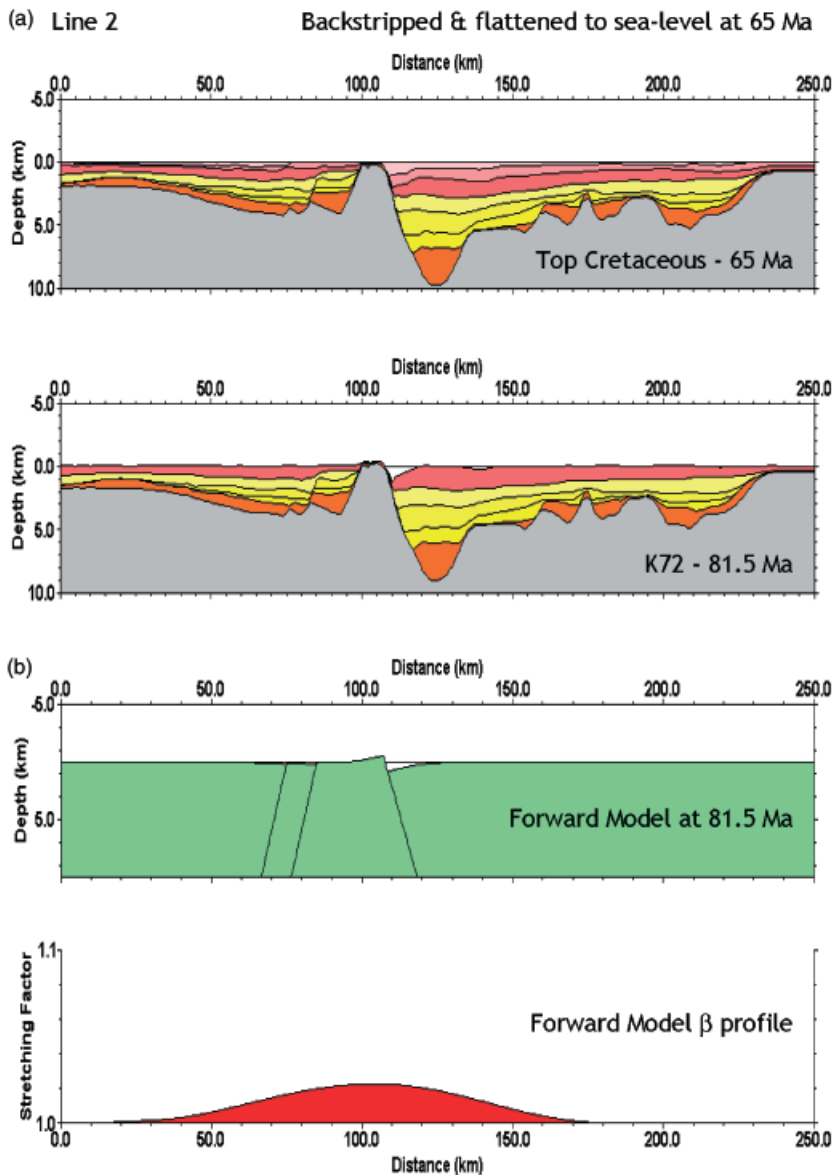 (a) Line 2 Backstripped & flattened to sea-level at 65 Ma
Distance (km)
0.0 50.0 100.0 150.0 200.0 250.0
-5.0
0.0
5.0
10.0
Depth (km)
Top Cretaceous - 65 Ma
Distance (km)
0.0 50.0 100.0 150.0 200.0 250.0
-5.0
0.0
5.0
10.0
Depth (km)
K72 - 81.5 Ma
(b)
Distance (km)
0.0 50.0 100.0 150.0 200.0 250.0
-5.0
5.0
Depth (km)
Forward Model at 81.5 Ma
1.1
1.0
Stretching Factor
Forward Model β profile
0.0 50.0 100.0 150.0 200.0 250.0
Distance (km)